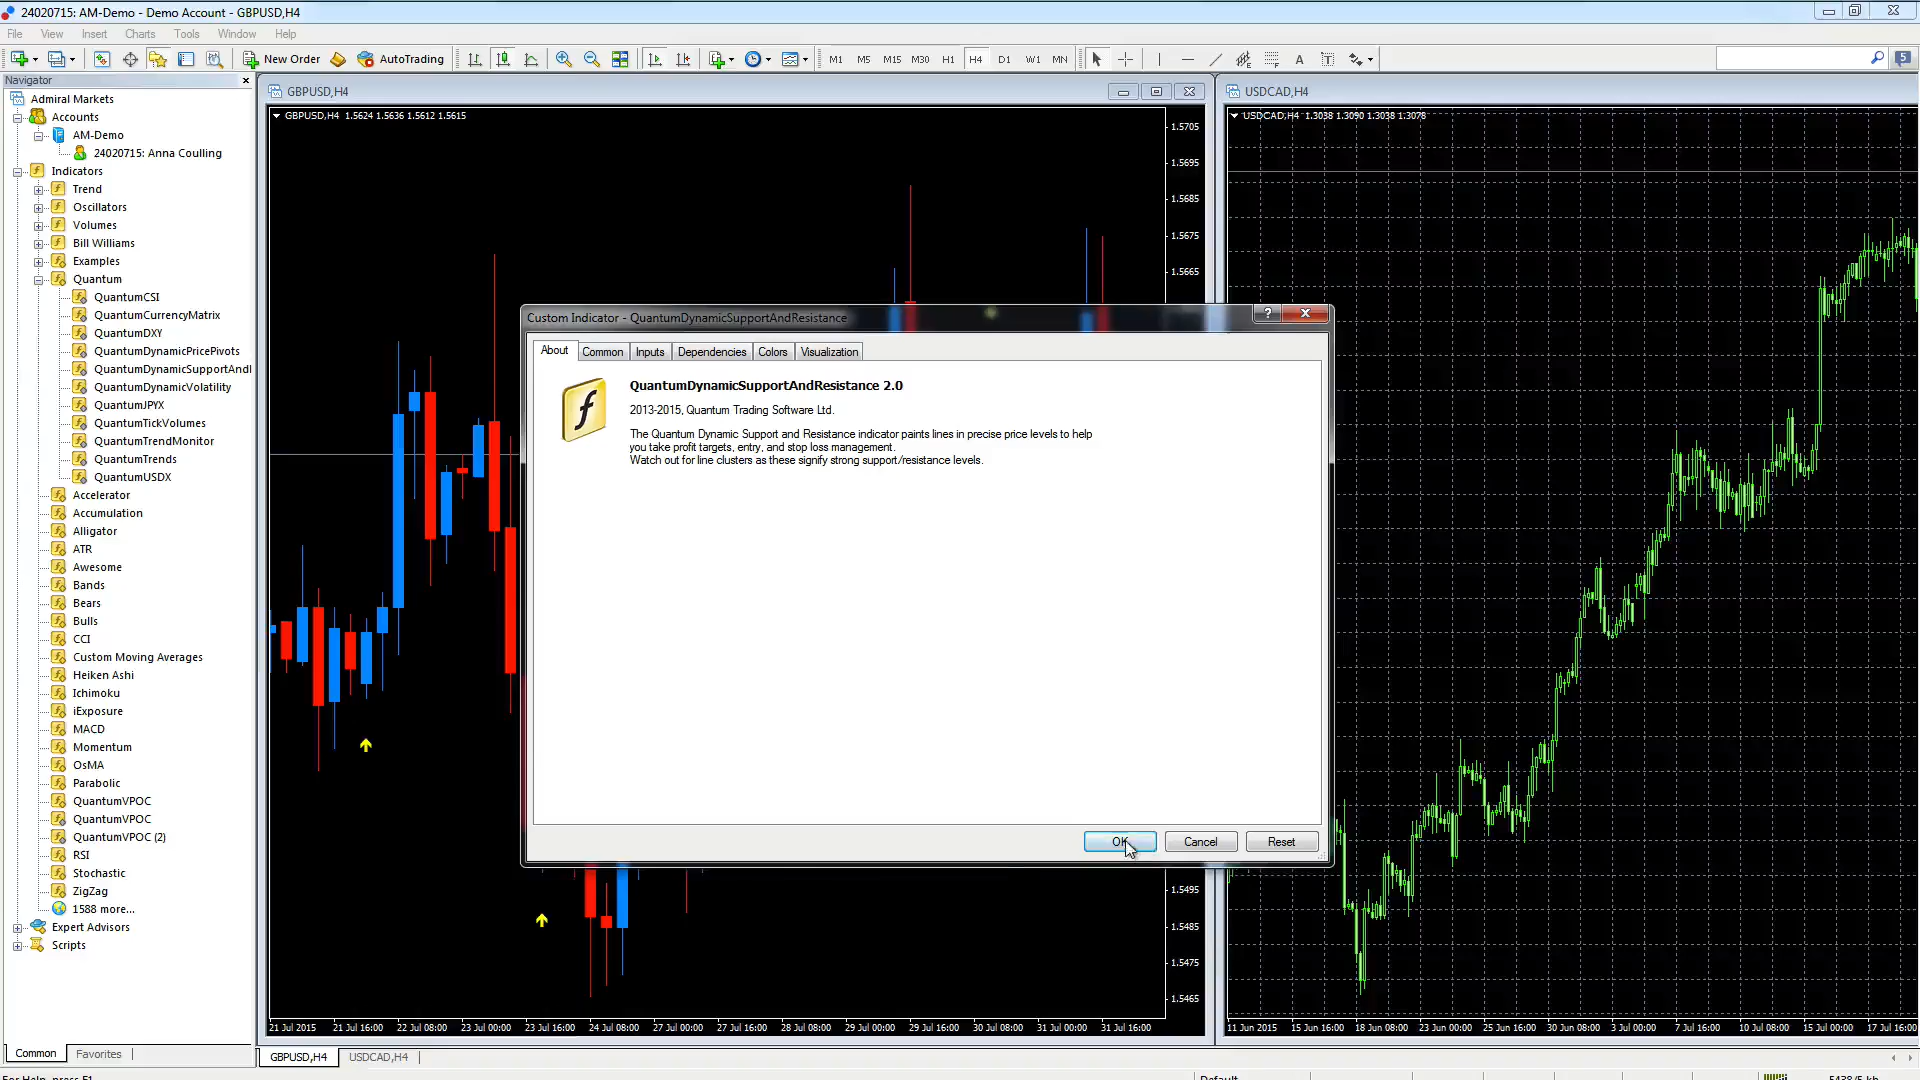 24020715: AM-Demo - Demo Account - GBPUSD,H4
File View Insert Charts Tools Window Help
New Order AutoTrading M1 M5 M15 M30 H1 H4 D1 W1 MN A T 5
Navigator
Admiral Markets
Accounts
AM-Demo
24020715: Anna Coulling
Indicators
Trend
Oscillators
Volumes
Bill Williams
Examples
Quantum
QuantumCSI
QuantumCurrencyMatrix
QuantumDXY
QuantumDynamicPricePivots
QuantumDynamicSupportAndl
QuantumDynamicVolatility
QuantumJPYX
QuantumTickVolumes
QuantumTrendMonitor
QuantumTrends
QuantumUSDX
Accelerator
Accumulation
Alligator
ATR
Awesome
Bands
Bears
Bulls
CCI
Custom Moving Averages
Heiken Ashi
Ichimoku
iExposure
MACD
Momentum
OsMA
Parabolic
QuantumVPOC
QuantumVPOC
QuantumVPOC (2)
RSI
Stochastic
ZigZag
1588 more...
Expert Advisors
Scripts
Common Favorites
GBPUSD,H4
GBPUSD,H4 1.5624 1.5636 1.5612 1.5615
1.5705
1.5695
1.5685
1.5675
1.5665
1.5495
1.5485
1.5475
1.5465
21 Jul 2015 21 Jul 16:00 22 Jul 08:00 23 Jul 00:00 23 Jul 16:00 24 Jul 08:00 27 Jul 00:00 27 Jul 16:00 28 Jul 08:00 29 Jul 00:00 29 Jul 16:00 30 Jul 08:00 31 Jul 00:00 31 Jul 16:00
Custom Indicator - QuantumDynamicSupportAndResistance
About Common Inputs Dependencies Colors Visualization
QuantumDynamicSupportAndResistance 2.0
2013-2015, Quantum Trading Software Ltd.
The Quantum Dynamic Support and Resistance indicator paints lines in precise price levels to help
you take profit targets, entry, and stop loss management.
Watch out for line clusters as these signify strong support/resistance levels.
OK Cancel Reset
USDCAD,H4
USDCAD,H4 1.3038 1.3090 1.3038 1.3078
11 Jun 2015 15 Jun 16:00 18 Jun 08:00 23 Jun 00:00 25 Jun 16:00 30 Jun 08:00 3 Jul 00:00 7 Jul 16:00 10 Jul 08:00 15 Jul 00:00 17 Jul 16:00
GBPUSD,H4 USDCAD,H4
For Help, press F1 Default 5438/5 kb